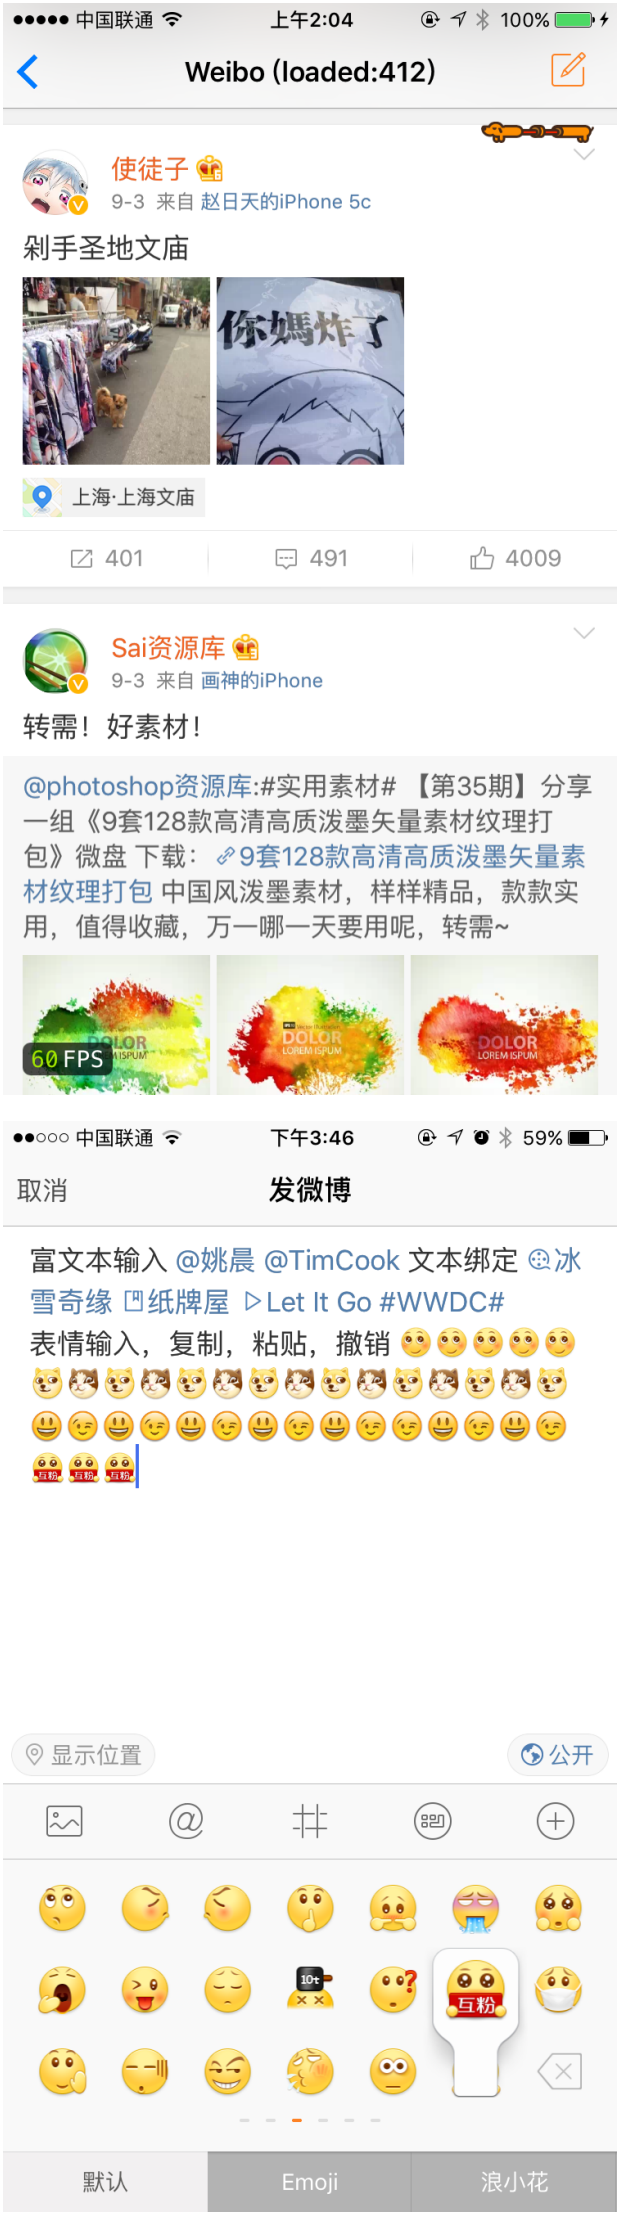 中国联通 上午2:04 100%
Weibo (loaded:412)
使徒子
9-3 来自 赵日天的iPhone 5c
剁手圣地文庙
你媽炸了
上海·上海文庙
401 491 4009
Sai资源库
9-3 来自 画神的iPhone
转需！好素材！
@photoshop资源库:#实用素材# 【第35期】分享
一组《9套128款高清高质泼墨矢量素材纹理打
包》微盘 下载： 9套128款高清高质泼墨矢量素
材纹理打包 中国风泼墨素材，样样精品，款款实
用，值得收藏，万一哪一天要用呢，转需~
DOLOR
LOREM ISPUM
DOLOR
LOREM ISPUM
DOLOR
LOREM ISPUM
60 FPS
中国联通 下午3:46 59%
取消 发微博
富文本输入 @姚晨 @TimCook 文本绑定 冰
雪奇缘 纸牌屋 Let It Go #WWDC#
表情输入，复制，粘贴，撤销
互粉 互粉 互粉
显示位置 公开
10t
互粉
默认 Emoji 浪小花